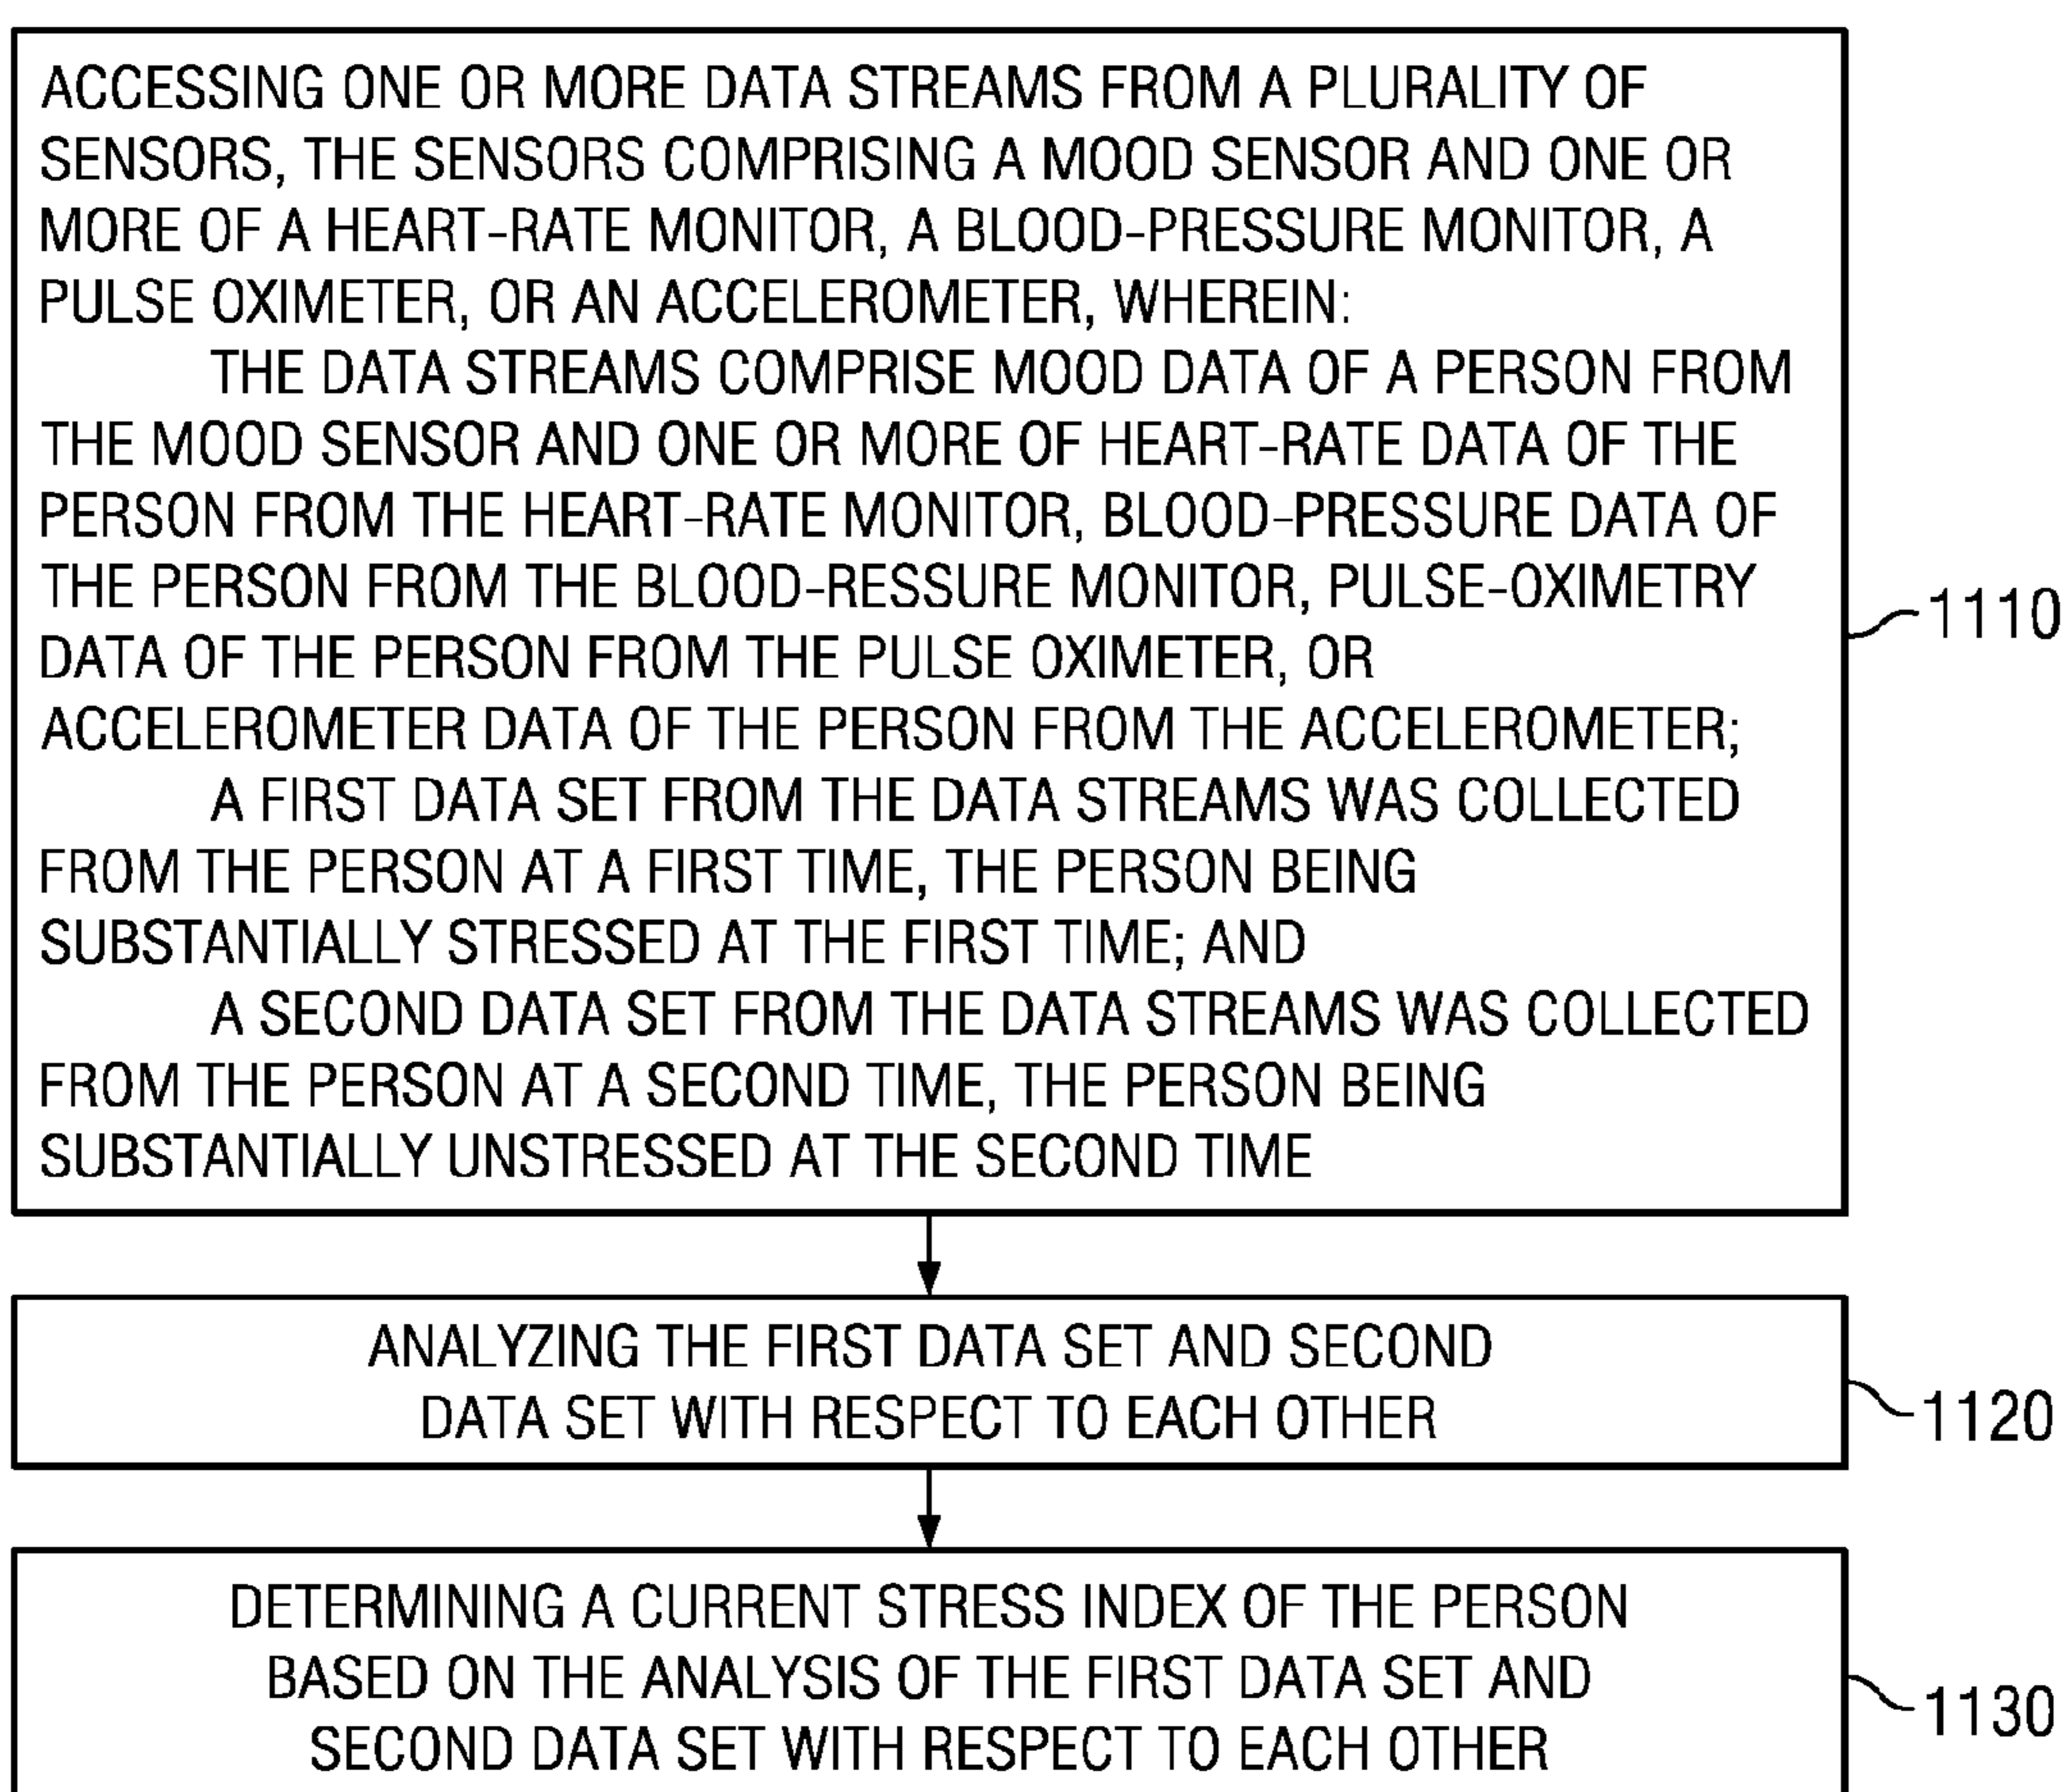 ACCESSING ONE OR MORE DATA STREAMS FROM A PLURALITY OF
SENSORS, THE SENSORS COMPRISING A MOOD SENSOR AND ONE OR
MORE OF A HEART-RATE MONITOR, A BLOOD-PRESSURE MONITOR, A
PULSE OXIMETER, OR AN ACCELEROMETER, WHEREIN:
THE DATA STREAMS COMPRISE MOOD DATA OF A PERSON FROM
THE MOOD SENSOR AND ONE OR MORE OF HEART-RATE DATA OF THE
PERSON FROM THE HEART-RATE MONITOR, BLOOD-PRESSURE DATA OF
THE PERSON FROM THE BLOOD-RESSURE MONITOR, PULSE-OXIMETRY
DATA OF THE PERSON FROM THE PULSE OXIMETER, OR
ACCELEROMETER DATA OF THE PERSON FROM THE ACCELEROMETER;
A FIRST DATA SET FROM THE DATA STREAMS WAS COLLECTED
FROM THE PERSON AT A FIRST TIME, THE PERSON BEING
SUBSTANTIALLY STRESSED AT THE FIRST TIME; AND
A SECOND DATA SET FROM THE DATA STREAMS WAS COLLECTED
FROM THE PERSON AT A SECOND TIME, THE PERSON BEING
SUBSTANTIALLY UNSTRESSED AT THE SECOND TIME
1110
ANALYZING THE FIRST DATA SET AND SECOND
DATA SET WITH RESPECT TO EACH OTHER
1120
DETERMINING A CURRENT STRESS INDEX OF THE PERSON
BASED ON THE ANALYSIS OF THE FIRST DATA SET AND
SECOND DATA SET WITH RESPECT TO EACH OTHER
1130